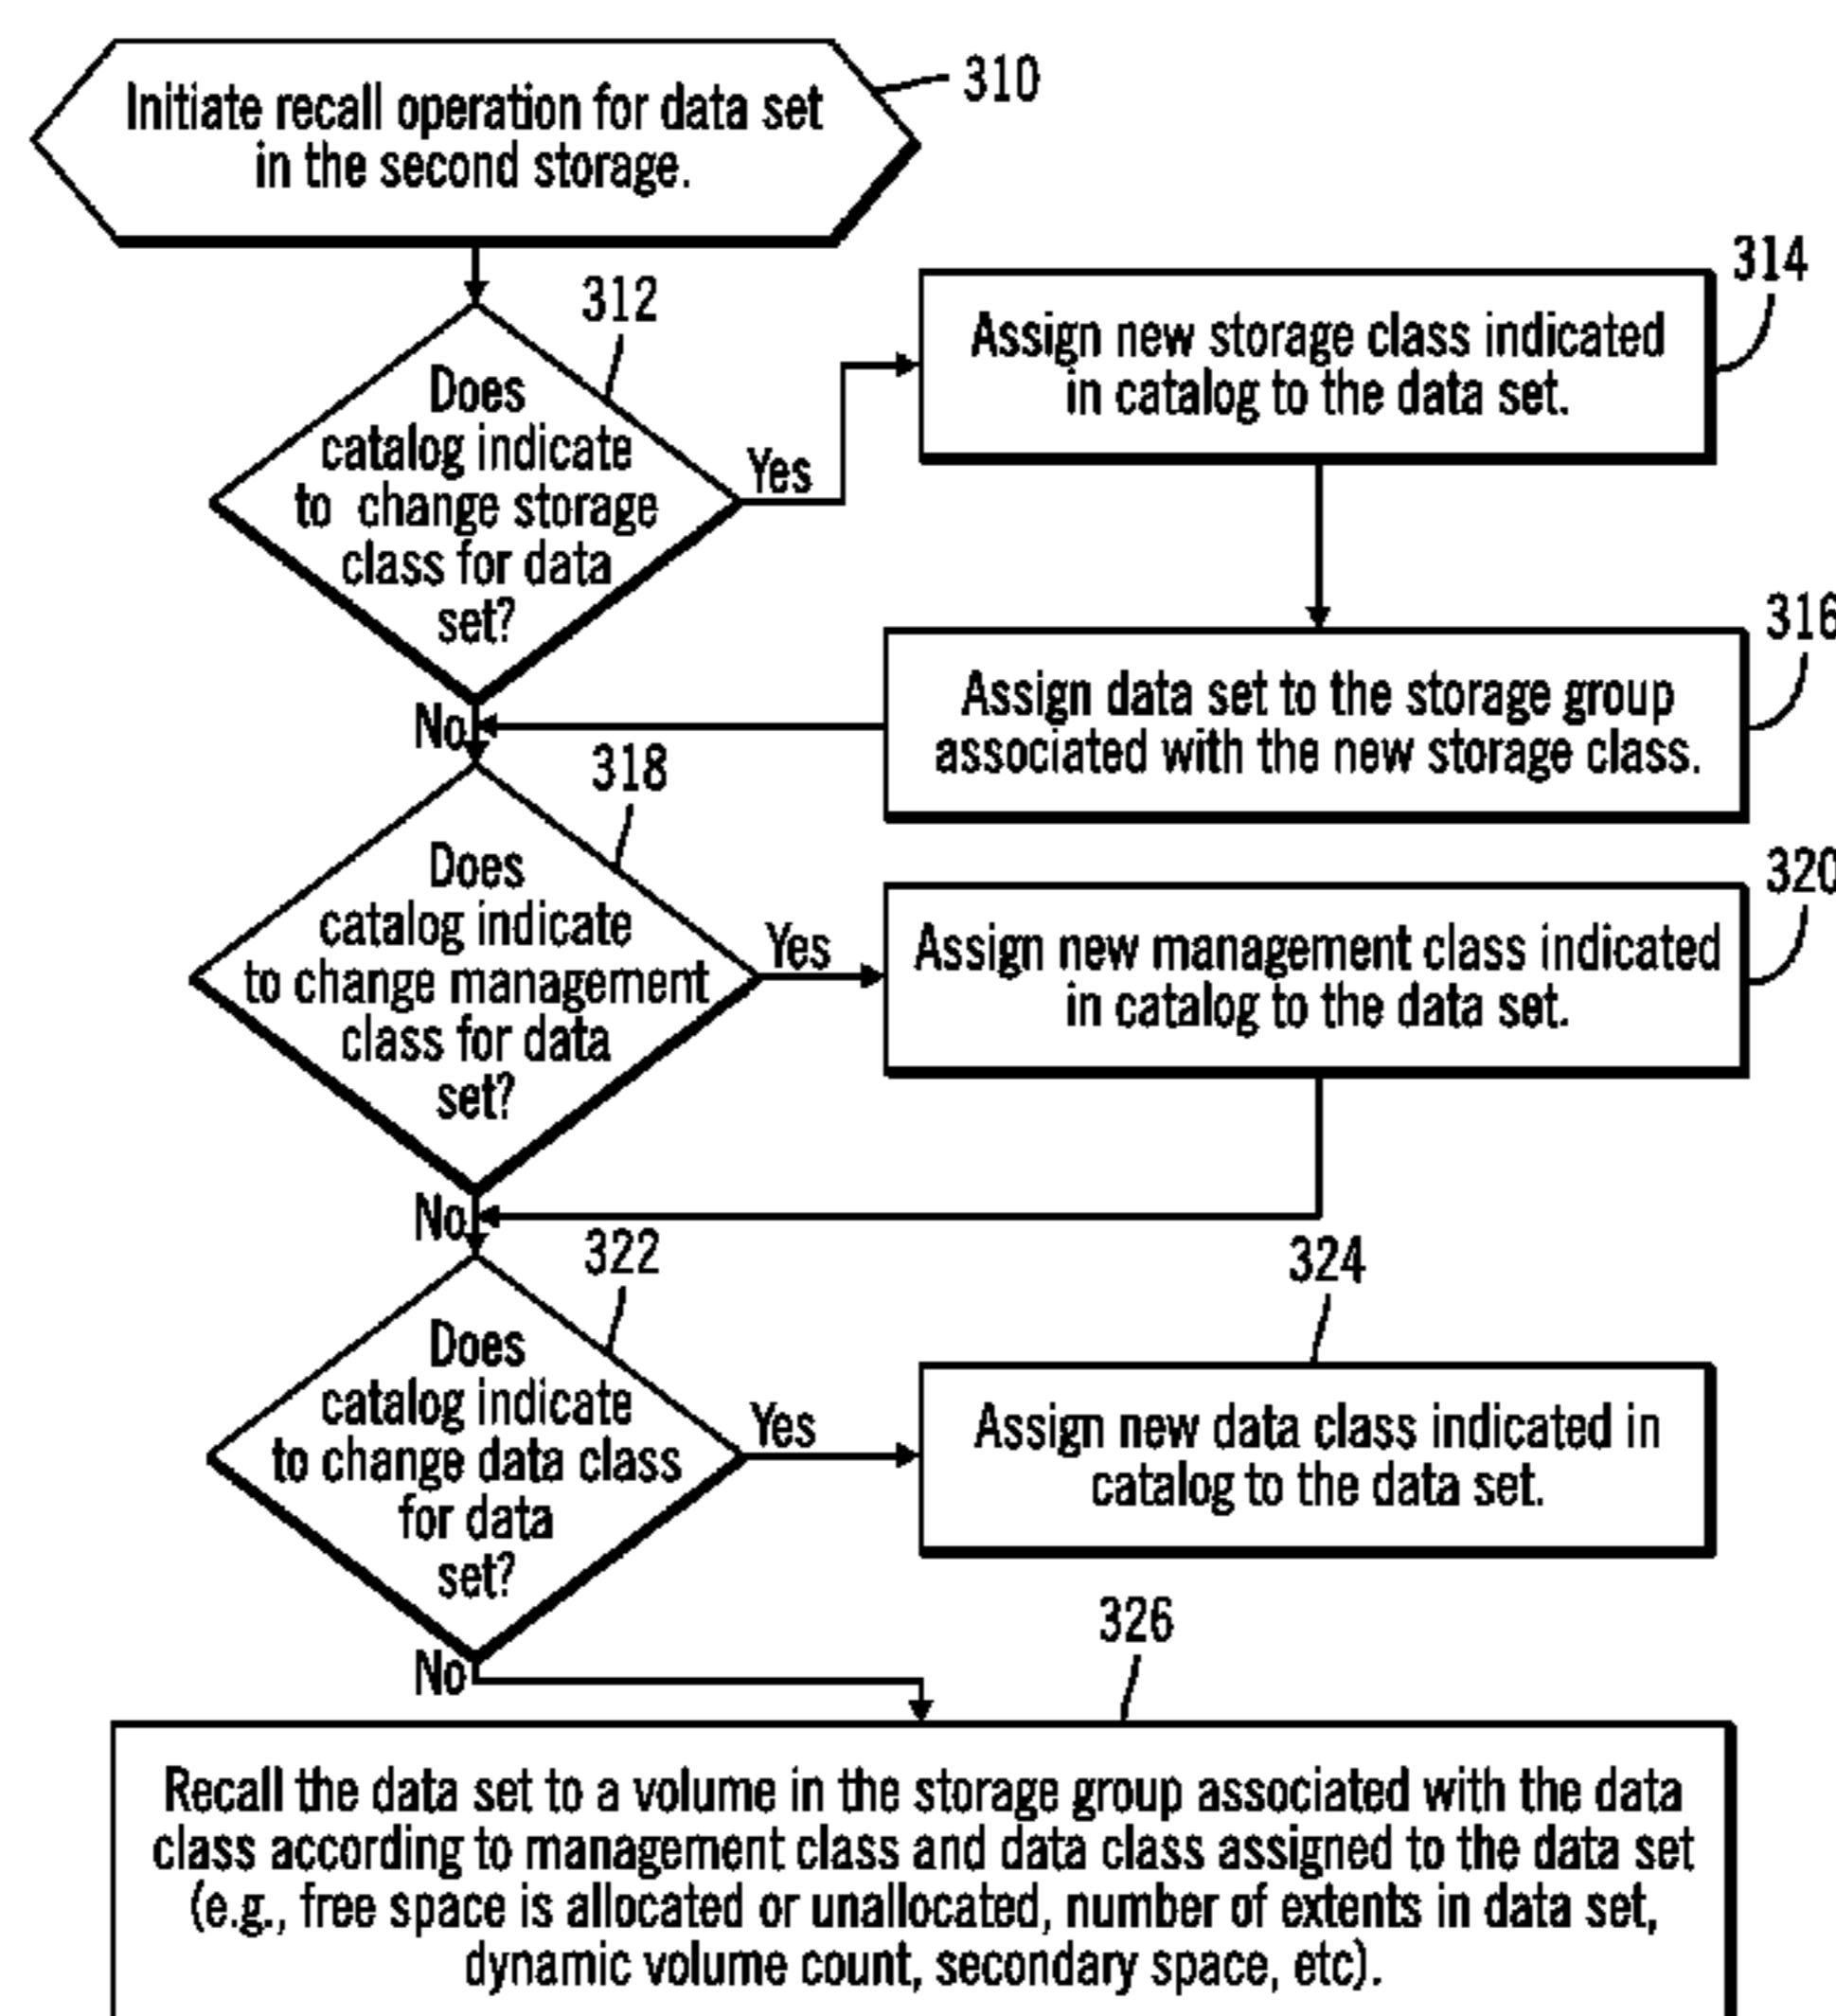 Initiate recall operation for data set
in the second storage.
310
312
Does
catalog indicate
to change storage
class for data
set?
Yes
No
314
Assign new storage class indicated
in catalog to the data set.
316
Assign data set to the storage group
associated with the new storage class.
318
Does
catalog indicate
to change management
class for data
set?
Yes
No
320
Assign new management class indicated
in catalog to the data set.
322
Does
catalog indicate
to change data class
for data
set?
Yes
No
324
Assign new data class indicated in
catalog to the data set.
326
Recall the data set to a volume in the storage group associated with the data
class according to management class and data class assigned to the data set
(e.g., free space is allocated or unallocated, number of extents in data set,
dynamic volume count, secondary space, etc).